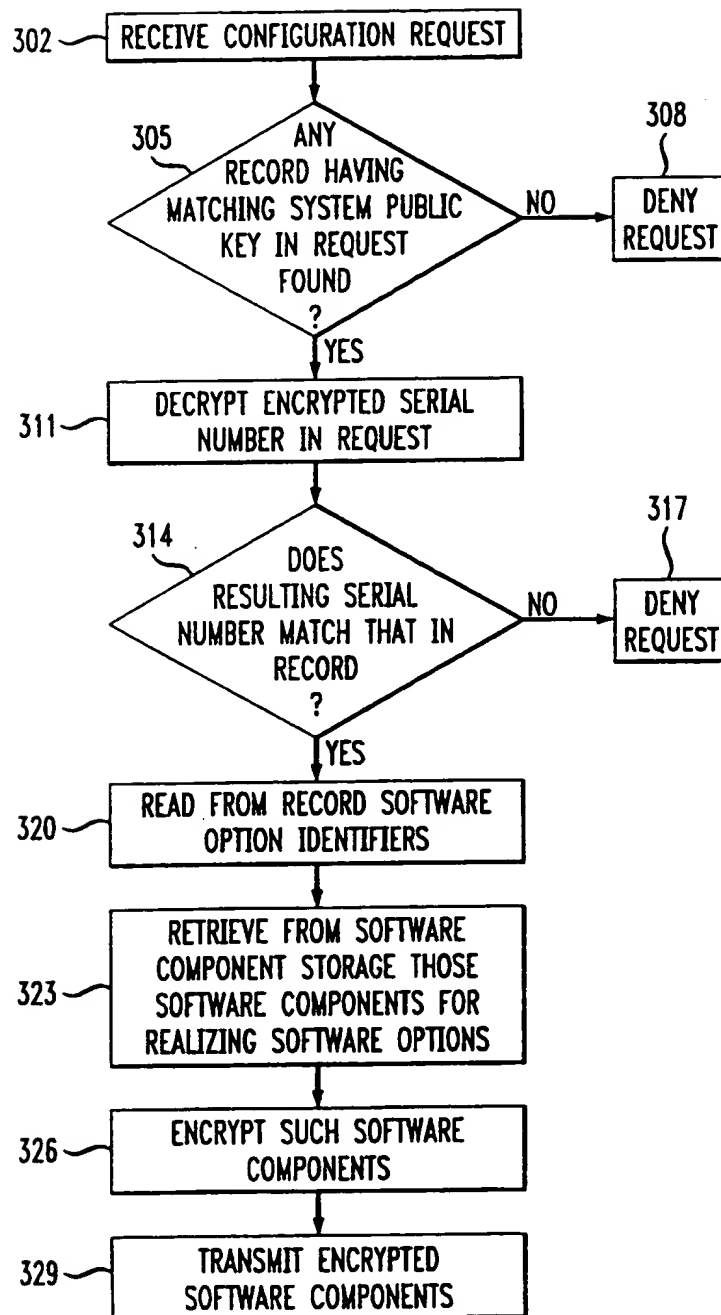 302
RECEIVE CONFIGURATION REQUEST
305
ANY
RECORD HAVING
MATCHING SYSTEM PUBLIC
KEY IN REQUEST
FOUND
?
NO
308
DENY
REQUEST
YES
311
DECRYPT ENCRYPTED SERIAL
NUMBER IN REQUEST
314
DOES
RESULTING SERIAL
NUMBER MATCH THAT IN
RECORD
?
NO
317
DENY
REQUEST
YES
320
READ FROM RECORD SOFTWARE
OPTION IDENTIFIERS
323
RETRIEVE FROM SOFTWARE
COMPONENT STORAGE THOSE
SOFTWARE COMPONENTS FOR
REALIZING SOFTWARE OPTIONS
326
ENCRYPT SUCH SOFTWARE
COMPONENTS
329
TRANSMIT ENCRYPTED
SOFTWARE COMPONENTS